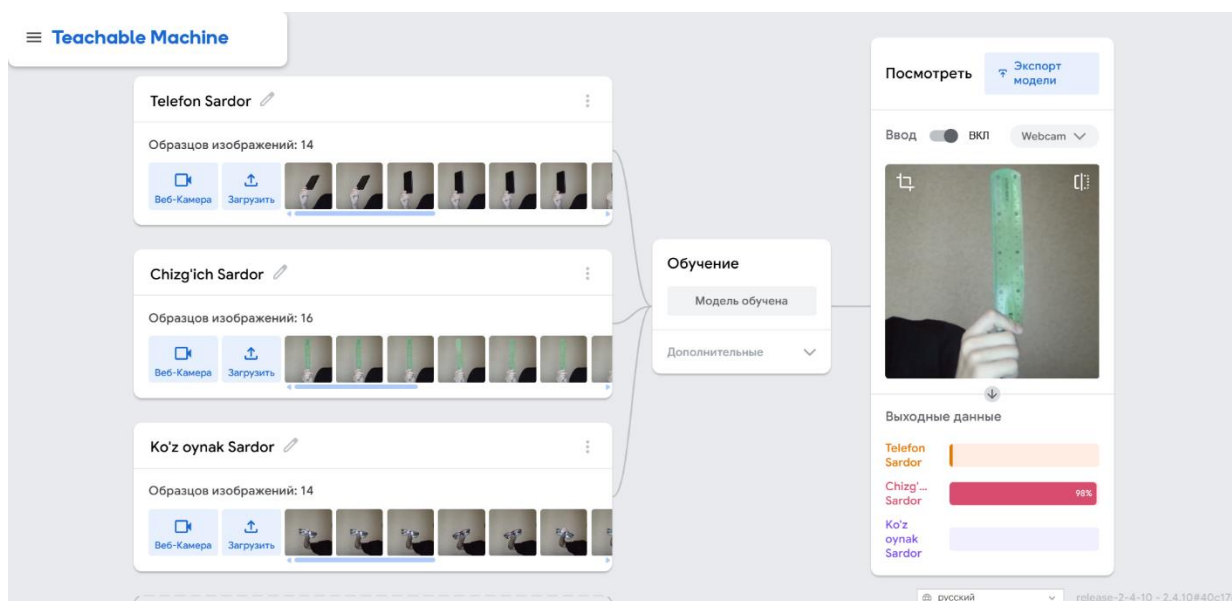 Teachable Machine
Telefon Sardor
Образцов изображений: 14
Веб-Камера
Загрузить
Chizg'ich Sardor
Образцов изображений: 16
Веб-Камера
Загрузить
Ko'z oynak Sardor
Образцов изображений: 14
Веб-Камера
Загрузить
Обучение
Модель обучена
Дополнительные
Посмотреть
Экспорт
модели
Ввод
ВКЛ
Webcam
Выходные данные
Telefon
Sardor
Chizg'...
Sardor
98%
Ko'z
oynak
Sardor
русский
release-2-4-10 - 2.4.10#40c17